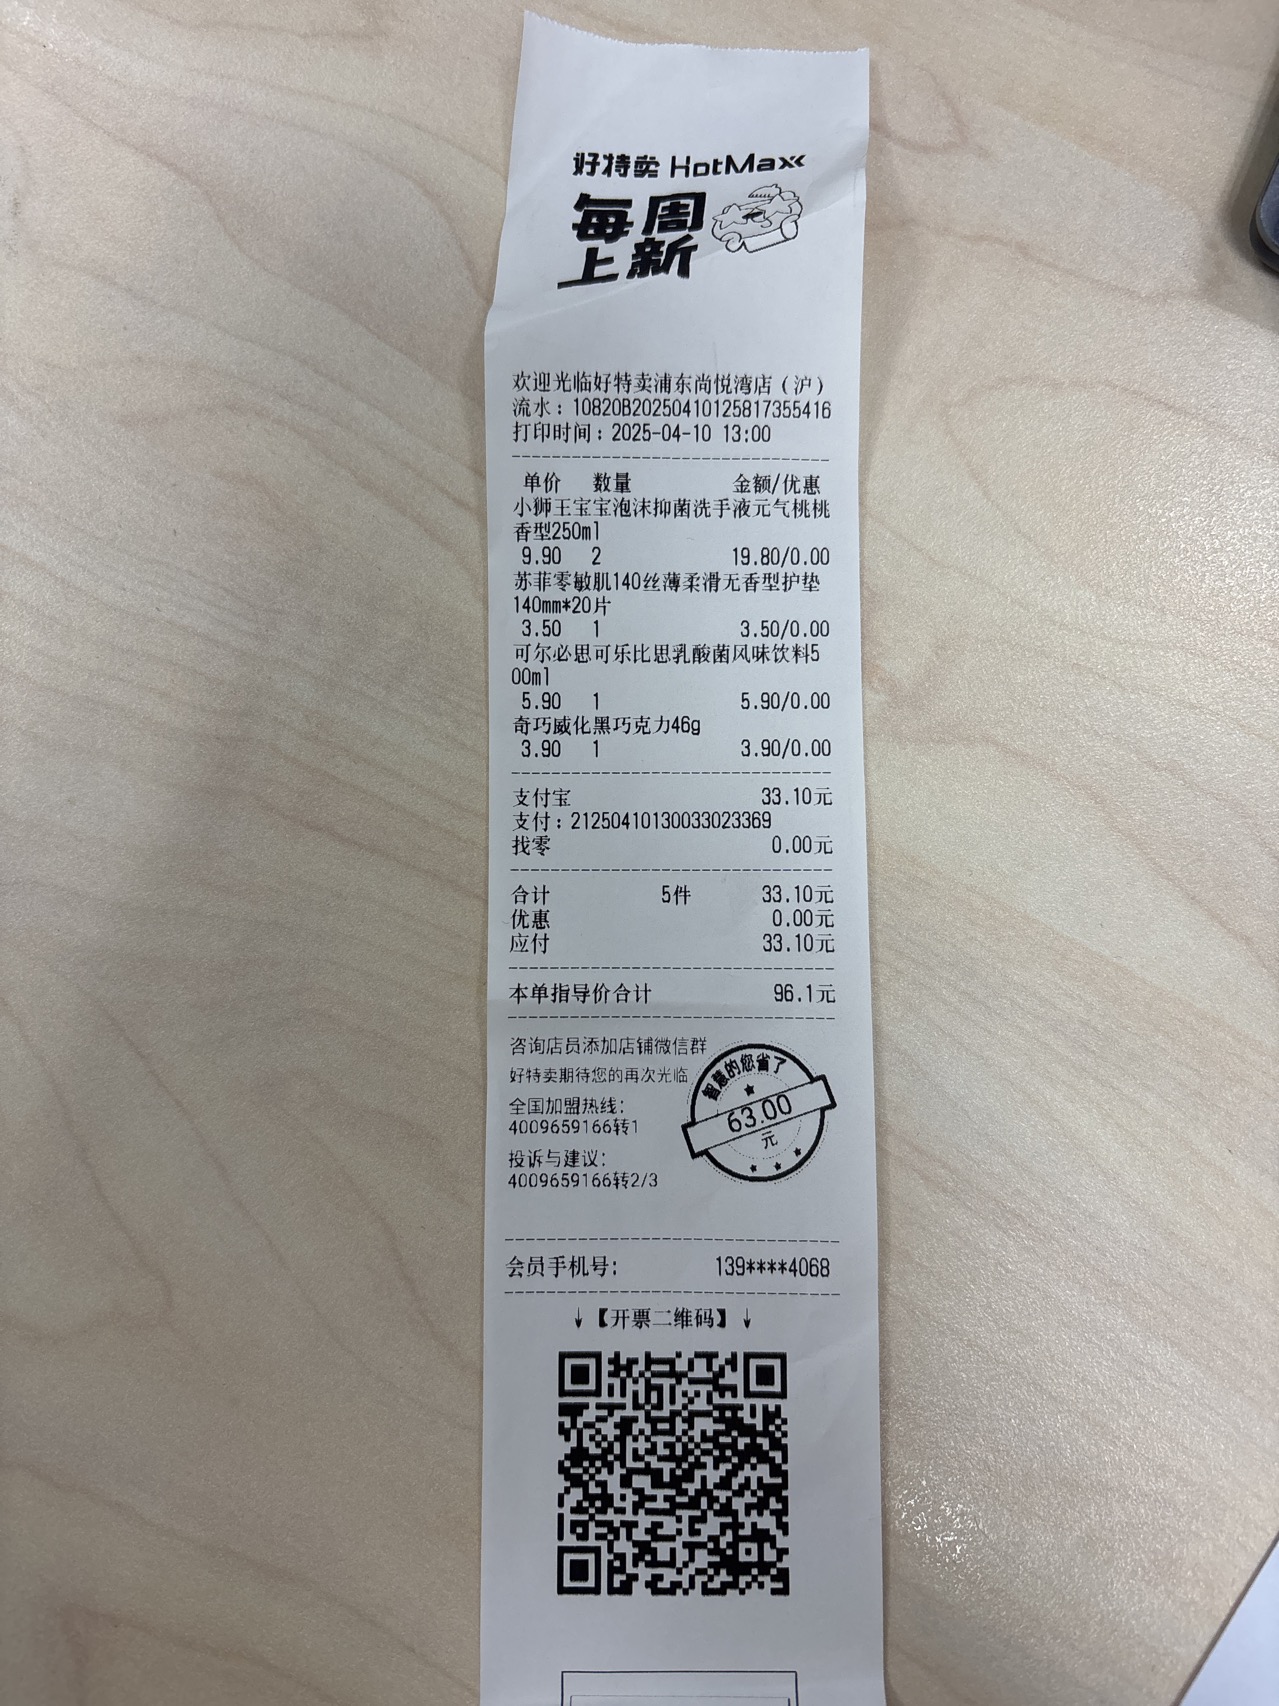 好特卖 HotMaxx
每周
上新
欢迎光临好特卖浦东尚悦湾店（沪）
流水：10820B20250410125817355416
打印时间：2025-04-10 13:00
单价 数量 金额/优惠
小狮王宝宝泡沫抑菌洗手液元气桃桃
香型250ml
9.90 2 19.80/0.00
苏菲零敏肌140丝薄柔滑无香型护垫
140mm*20片
3.50 1 3.50/0.00
可尔必思可乐比思乳酸菌风味饮料5
00ml
5.90 1 5.90/0.00
奇巧威化黑巧克力46g
3.90 1 3.90/0.00
支付宝 33.10元
支付：21250410130033023369
找零 0.00元
合计 5件 33.10元
优惠 0.00元
应付 33.10元
本单指导价合计 96.1元
咨询店员添加店铺微信群
好特卖期待您的再次光临
全国加盟热线：
4009659166转1
投诉与建议：
4009659166转2/3
智慧的您省了
63.00
元
会员手机号： 139****4068
↓【开票二维码】↓